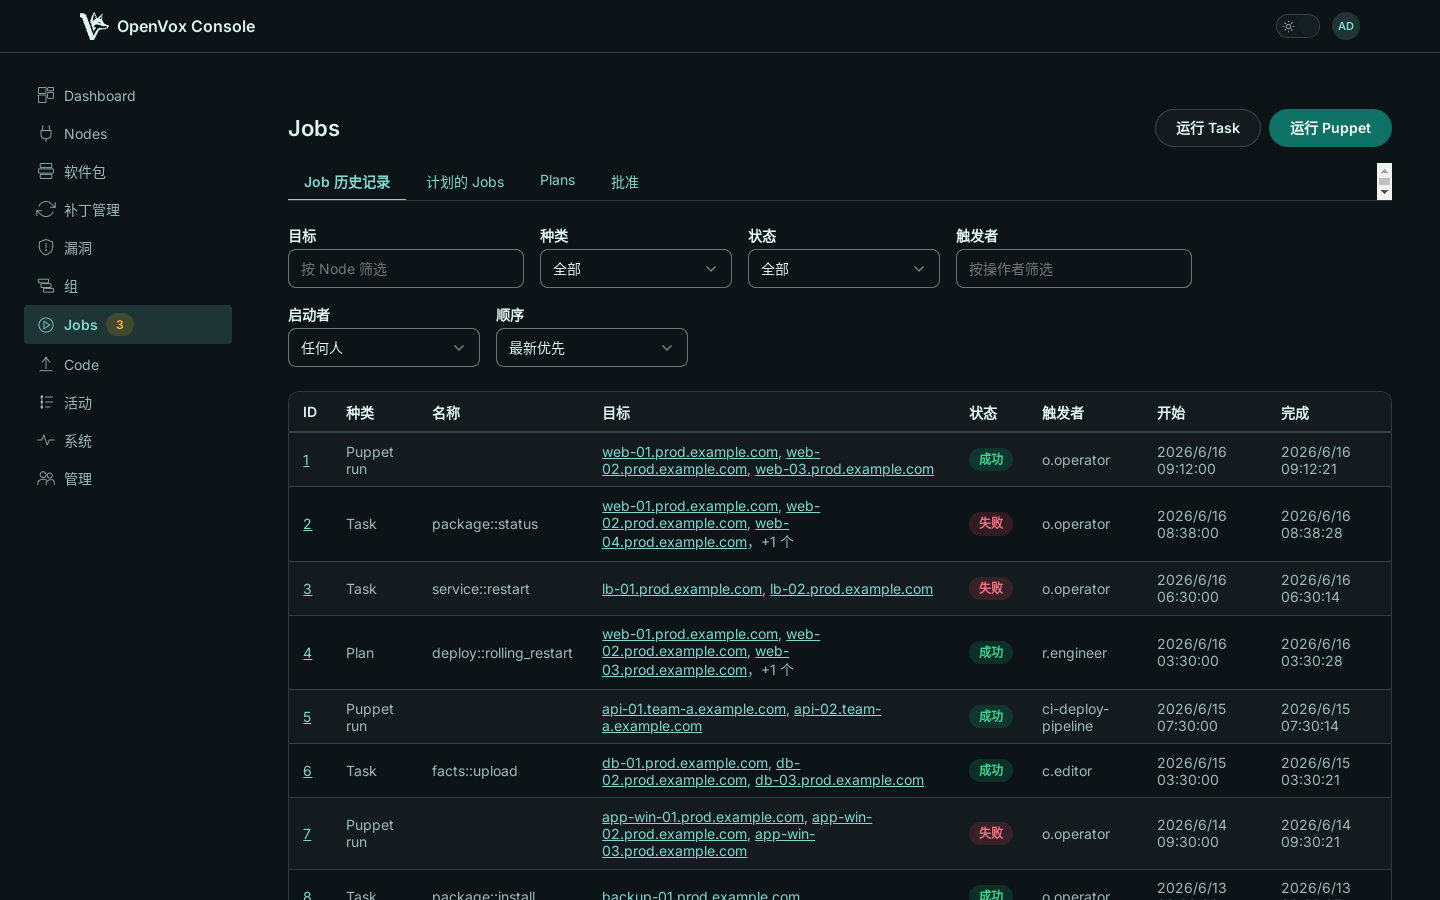 OpenVox Console
AD
Dashboard
Nodes
软件包
补丁管理
漏洞
组
Jobs 3
Code
活动
系统
管理
Jobs
运行 Task
运行 Puppet
Job 历史记录
计划的 Jobs
Plans
批准
目标
种类
状态
触发者
按 Node 筛选
全部
全部
按操作者筛选
启动者
顺序
任何人
最新优先
ID 种类 名称 目标 状态 触发者 开始 完成
1 Puppet run web-01.prod.example.com, web-02.prod.example.com, web-03.prod.example.com 成功 o.operator 2026/6/16 09:12:00 2026/6/16 09:12:21
2 Task package::status web-01.prod.example.com, web-02.prod.example.com, web-04.prod.example.com，+1 个 失败 o.operator 2026/6/16 08:38:00 2026/6/16 08:38:28
3 Task service::restart lb-01.prod.example.com, lb-02.prod.example.com 失败 o.operator 2026/6/16 06:30:00 2026/6/16 06:30:14
4 Plan deploy::rolling_restart web-01.prod.example.com, web-02.prod.example.com, web-03.prod.example.com，+1 个 成功 r.engineer 2026/6/16 03:30:00 2026/6/16 03:30:28
5 Puppet run api-01.team-a.example.com, api-02.team-a.example.com 成功 ci-deploy-pipeline 2026/6/15 07:30:00 2026/6/15 07:30:14
6 Task facts::upload db-01.prod.example.com, db-02.prod.example.com, db-03.prod.example.com 成功 c.editor 2026/6/15 03:30:00 2026/6/15 03:30:21
7 Puppet run app-win-01.prod.example.com, app-win-02.prod.example.com, app-win-03.prod.example.com 失败 o.operator 2026/6/14 09:30:00 2026/6/14 09:30:21
8 Task package::install backup-01.prod.example.com 成功 o.operator 2026/6/13 2026/6/13